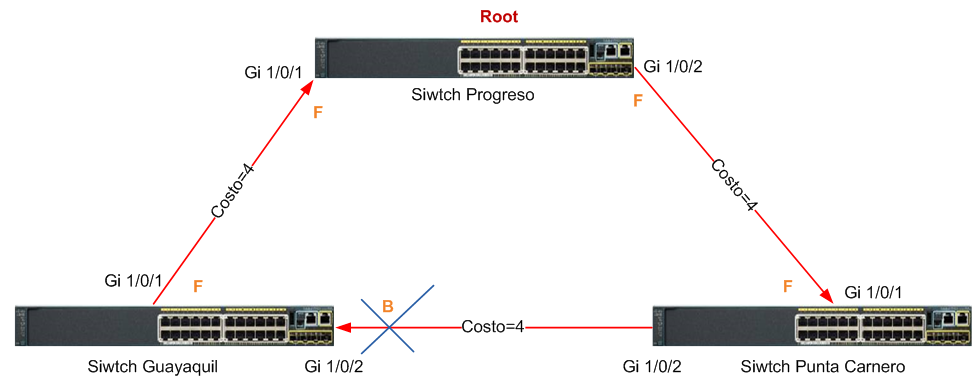 Root
Gi 1/0/1
Gi 1/0/2
Siwtch Progreso
F
F
Costo=4
Costo=4
Gi 1/0/1
F
F
Gi 1/0/1
B
Costo=4
Siwtch Guayaquil
Gi 1/0/2
Gi 1/0/2
Siwtch Punta Carnero